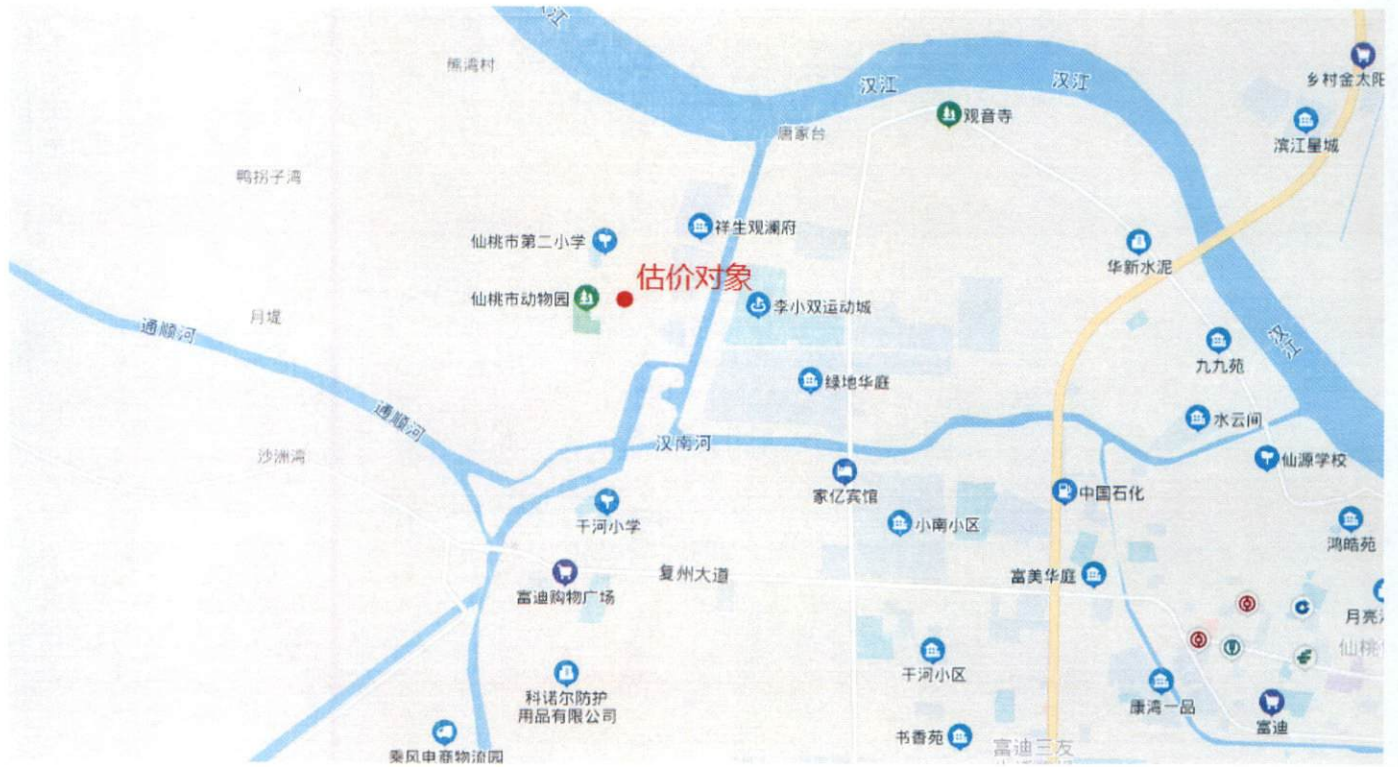 江
熊湾村
汉江
汉江
乡村金太阳
观音寺
唐家台
滨江星城
鸭拐子湾
祥生观澜府
仙桃市第二小学
华新水泥
估价对象
仙桃市动物园
李小双运动城
月堤
通顺河
汉江
九九苑
绿地华庭
通顺河
水云间
汉南河
沙洲湾
仙源学校
家亿宾馆
中国石化
干河小学
小南小区
鸿皓苑
复州大道
富美华庭
富迪购物广场
月亮
仙桃
干河小区
科诺尔防护
用品有限公司
康湾一品
富迪
书香苑
富迪三友
乘风电商物流园